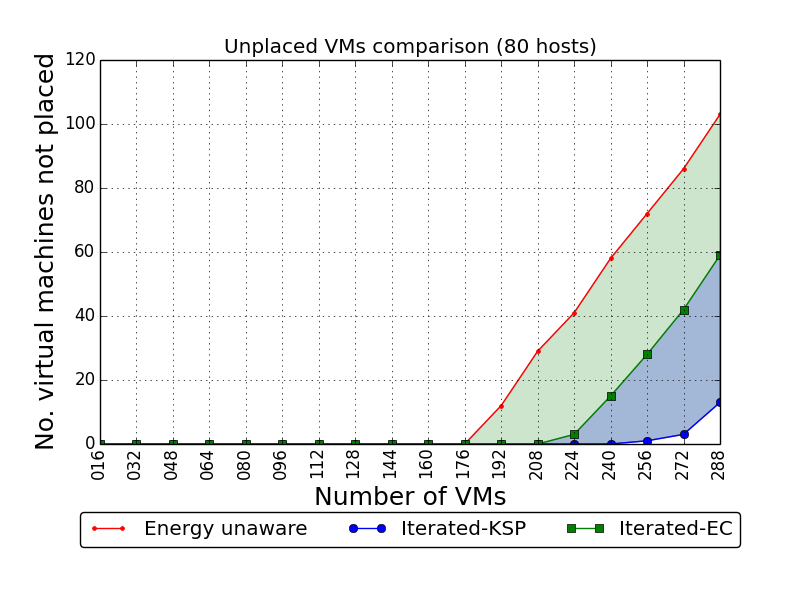 Unplaced VMs comparison (80 hosts)
No. virtual machines not placed
120
100
80
60
40
20
0
016 032 048 064 080 096 112 128 144 160 176 192 208 224 240 256 272 288
Number of VMs
Energy unaware Iterated-KSP Iterated-EC